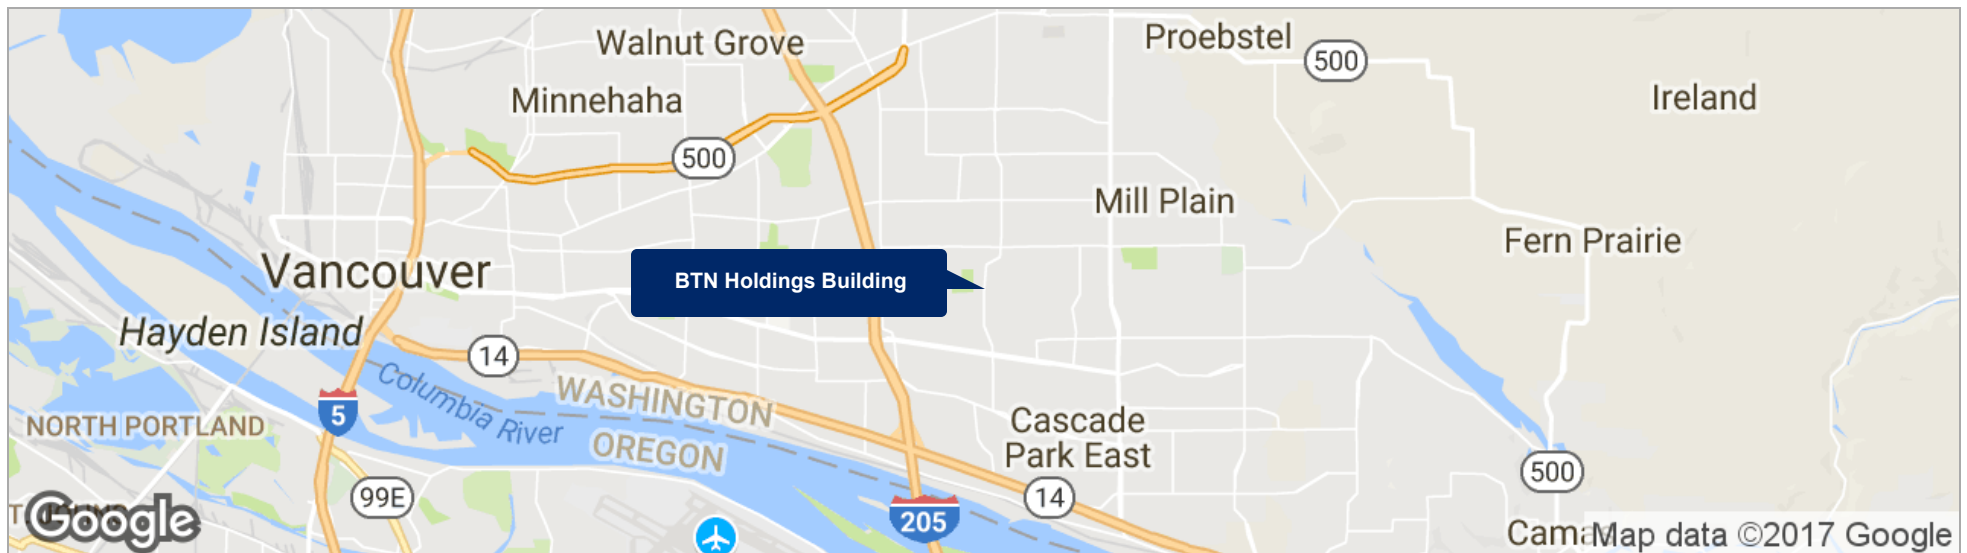 Walnut Grove
Proebstel
500
Ireland
Minnehaha
500
Mill Plain
Fern Prairie
Vancouver
BTN Holdings Building
Hayden Island
14
Columbia River
WASHINGTON
5
NORTH PORTLAND
OREGON
Cascade
Park East
500
99E
14
205
Google
Map data ©2017 Google